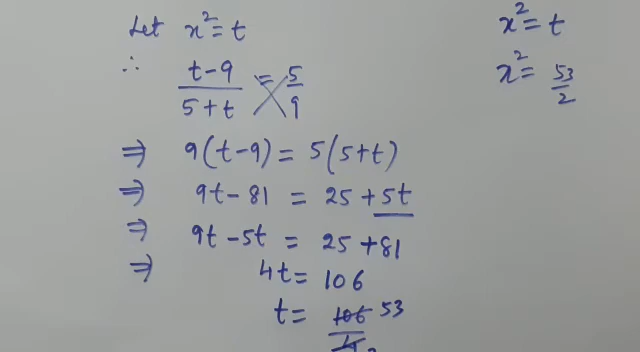 Let x² = t
∴ (t-9)/(5+t) = 5/9
⇒ 9(t-9) = 5(5+t)
⇒ 9t-81 = 25+5t
⇒ 9t-5t = 25+81
⇒ 4t = 106
t = 106/4 53 2
x² = t
x² = 53/2